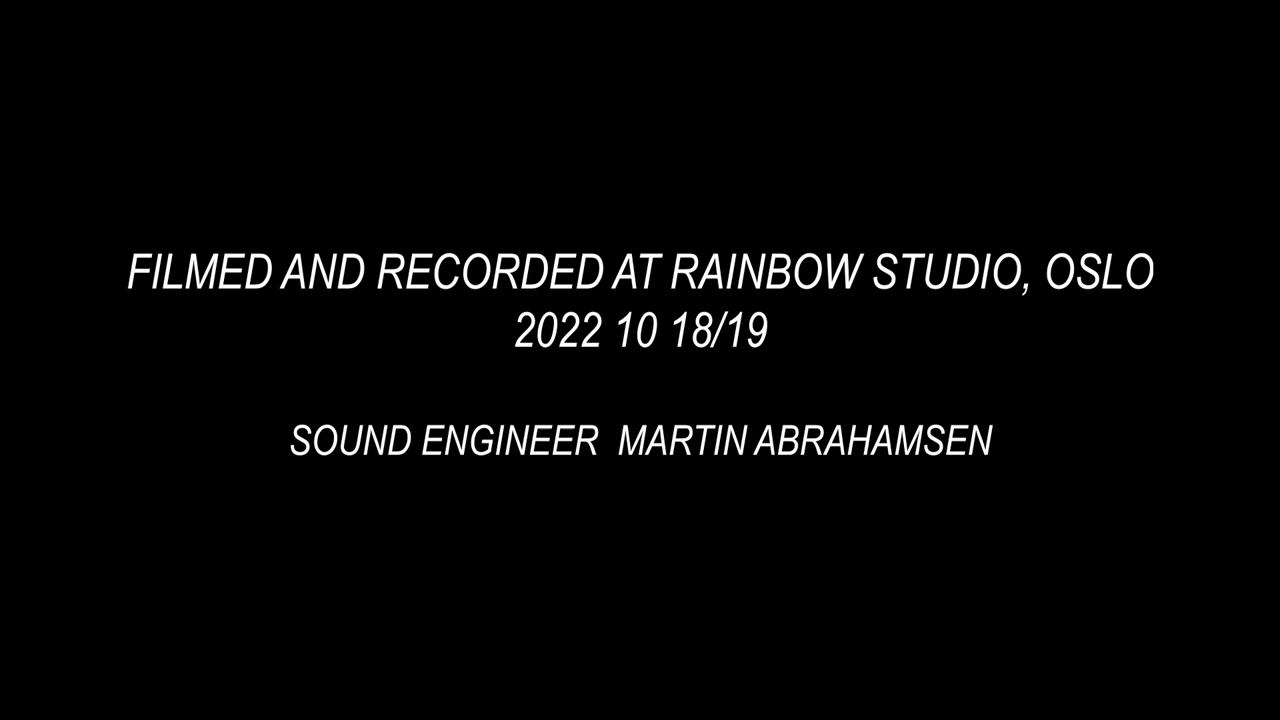 FILMED AND RECORDED AT RAINBOW STUDIO, OSLO
2022 10 18/19
SOUND ENGINEER  MARTIN ABRAHAMSEN